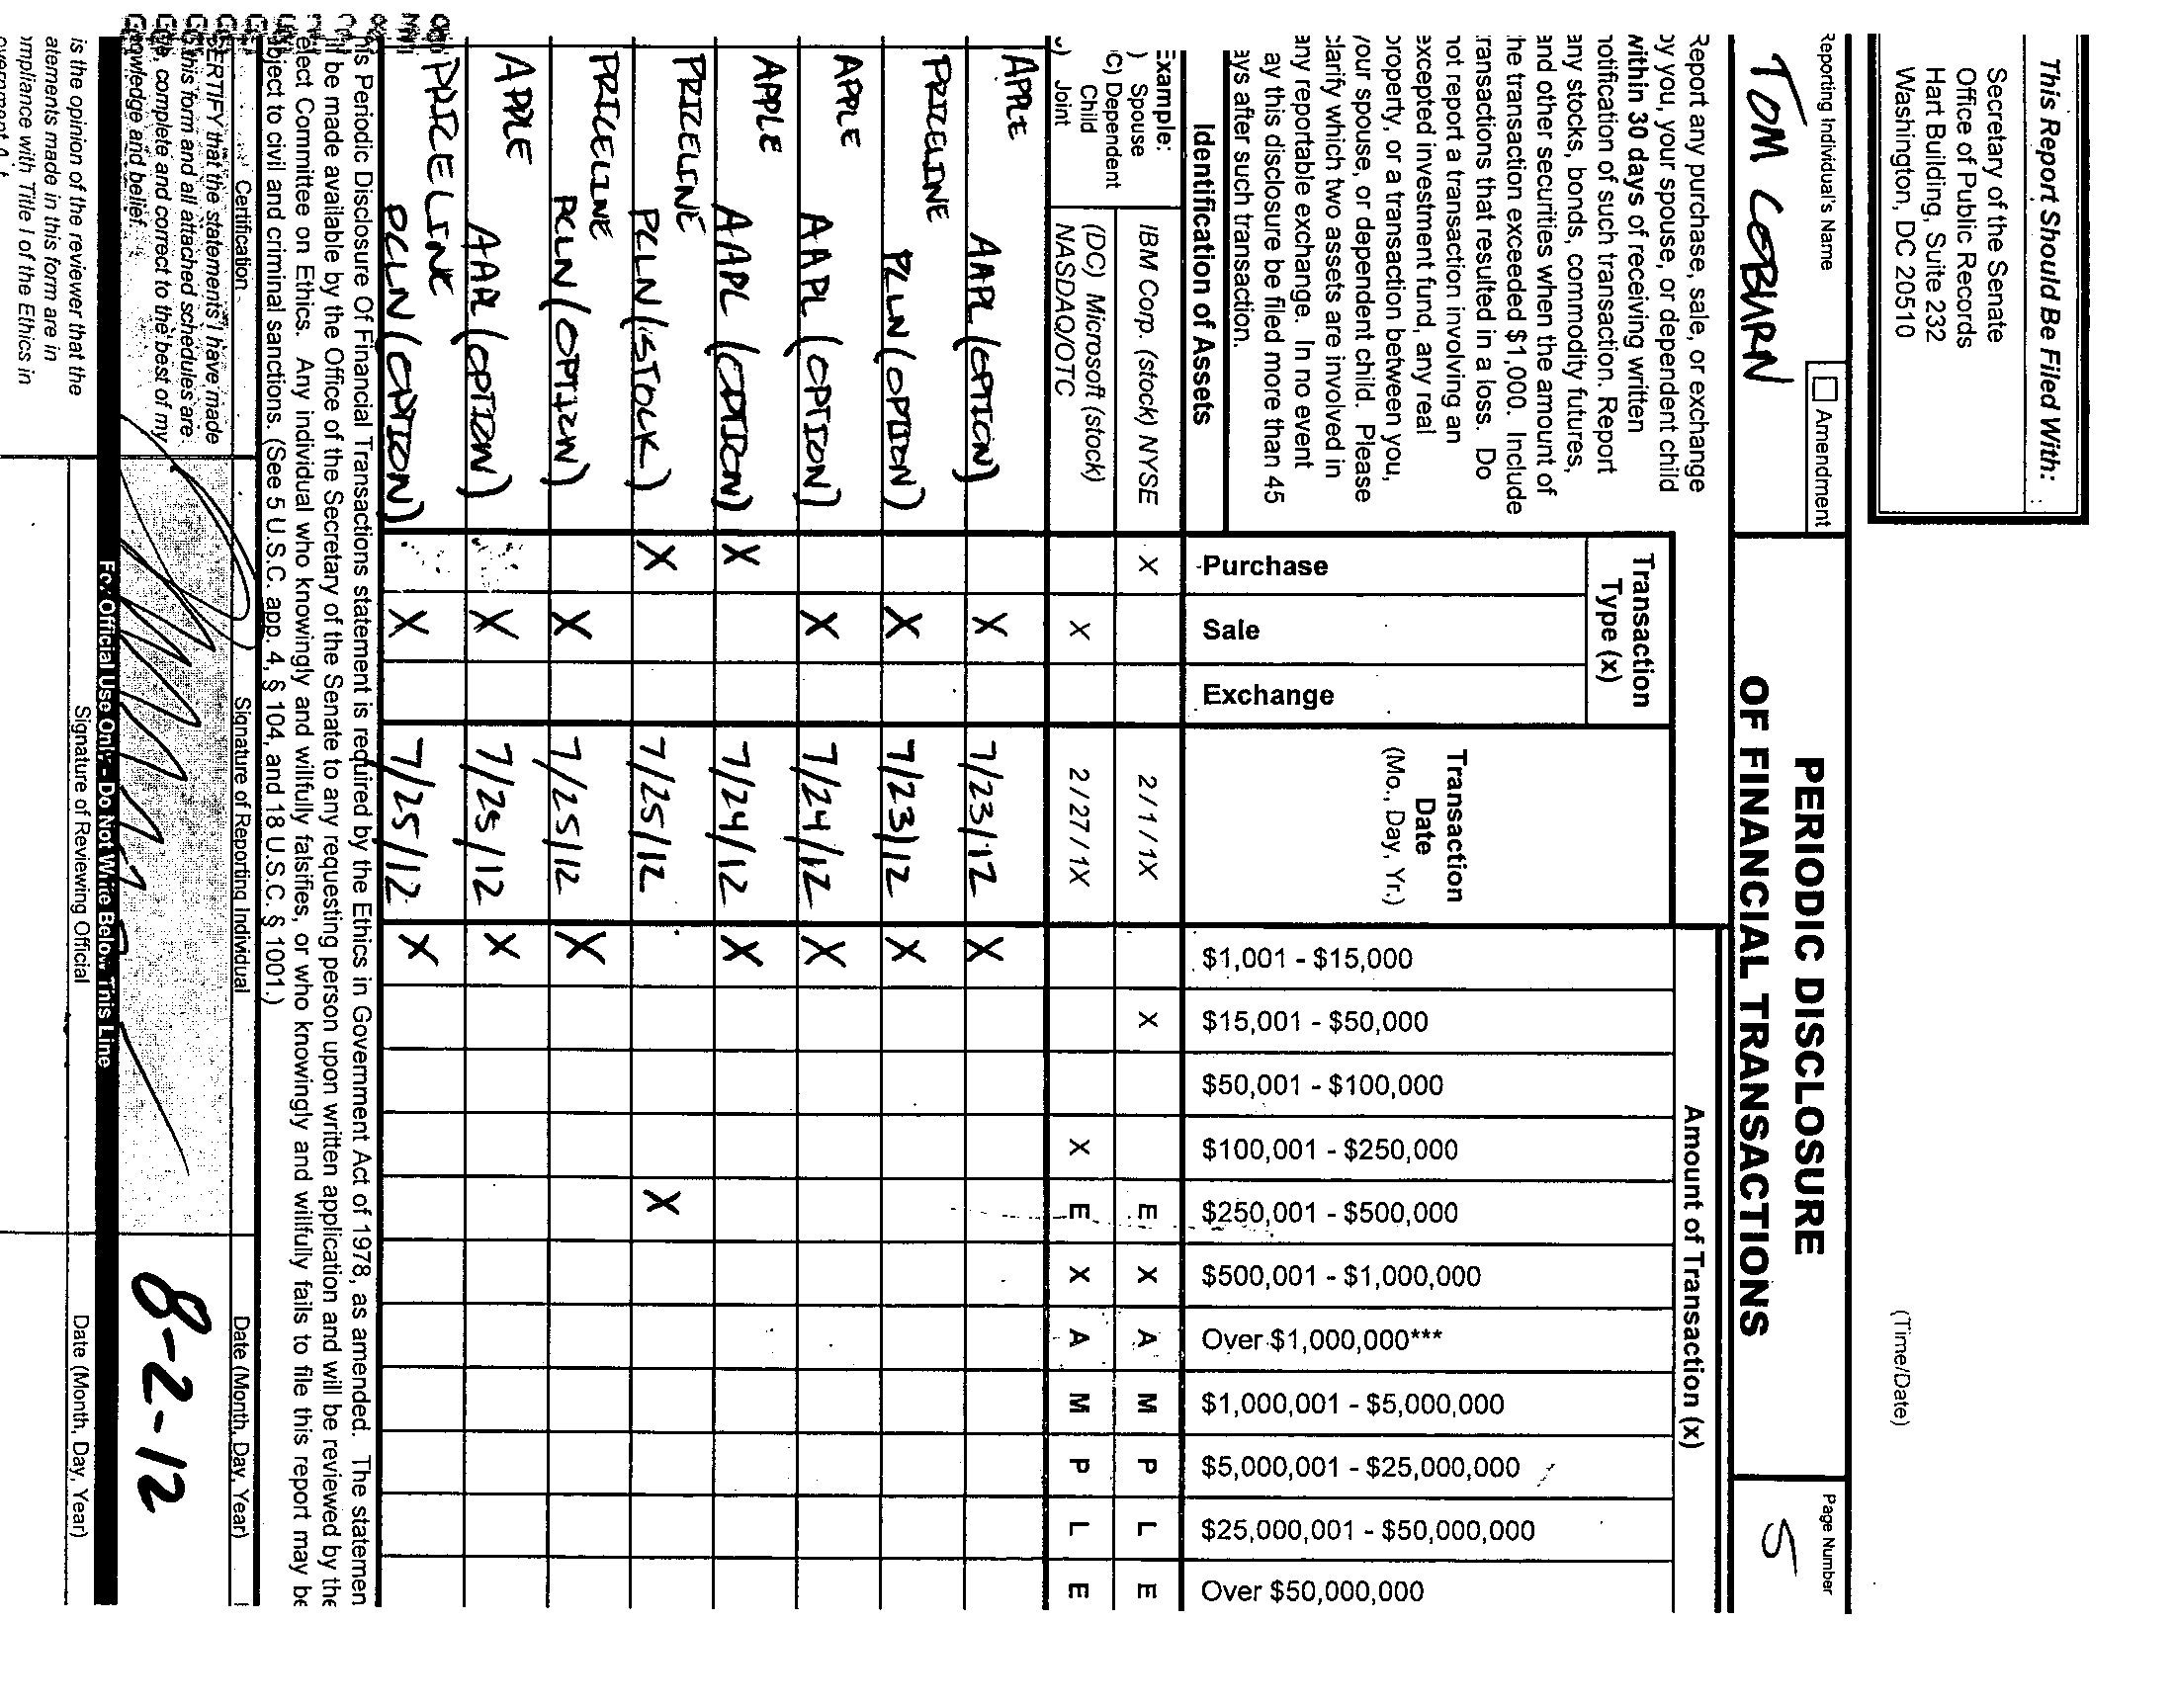 This Report Should Be Filed With:
Secretary of the Senate
Office of Public Records
Hart Building, Suite 232
Washington, DC 20510
(Time/Date)
Reporting Individual's Name
Amendment
TOM COBURN
PERIODIC DISCLOSURE
OF FINANCIAL TRANSACTIONS
Page Number
5
Report any purchase, sale, or exchange
by you, your spouse, or dependent child
within 30 days of receiving written
notification of such transaction. Report
any stocks, bonds, commodity futures,
and other securities when the amount of
the transaction exceeded $1,000. Include
transactions that resulted in a loss. Do
not report a transaction involving an
excepted investment fund, any real
property, or a transaction between you,
your spouse, or dependent child. Please
clarify which two assets are involved in
any reportable exchange. In no event
may this disclosure be filed more than 45
days after such transaction.
Identification of Assets
Transaction
Type (x)
Purchase
Sale
Exchange
Transaction
Date
(Mo., Day, Yr.)
Amount of Transaction (x)
$1,001 - $15,000
$15,001 - $50,000
$50,001 - $100,000
$100,001 - $250,000
$250,001 - $500,000
$500,001 - $1,000,000
Over $1,000,000***
$1,000,001 - $5,000,000
$5,000,001 - $25,000,000
$25,000,001 - $50,000,000
Over $50,000,000
Example:
) Spouse
C) Dependent
Child
) Joint
IBM Corp. (stock) NYSE X 2 / 1 / 1X X E X A M P L E
(DC) Microsoft (stock)
NASDAQ/OTC X 2 / 27 / 1X X E X A M P L E
APPLE AAPL (OPTION) X 7/23/12 X
PRICELINE PCLN (OPTION) X 7/23/12 X
APPLE AAPL (OPTION) X 7/24/12 X
APPLE AAPL (OPTION) X 7/24/12 X
PRICELINE PCLN (STOCK) X 7/25/12 X
PRICELINE PCLN (OPTION) X 7/25/12 X
APPLE AAPL (OPTION) X 7/25/12 X
PRICELINE PCLN (OPTION) X 7/25/12 X
his Periodic Disclosure Of Financial Transactions statement is required by the Ethics in Government Act of 1978, as amended. The statemen
ill be made available by the Office of the Secretary of the Senate to any requesting person upon written application and will be reviewed by the
elect Committee on Ethics. Any individual who knowingly and willfully falsifies, or who knowingly and willfully fails to file this report may be
bject to civil and criminal sanctions. (See 5 U.S.C. app. 4, § 104, and 18 U.S.C. § 1001.)
Certification
Signature of Reporting Individual
Date (Month, Day, Year)
CERTIFY that the statements I have made
this form and all attached schedules are
complete and correct to the best of my
knowledge and belief.
8-2-12
For Official Use Only - Do Not Write Below This Line
is the opinion of the reviewer that the
atements made in this form are in
ompliance with Title I of the Ethics in
Signature of Reviewing Official
Date (Month, Day, Year)